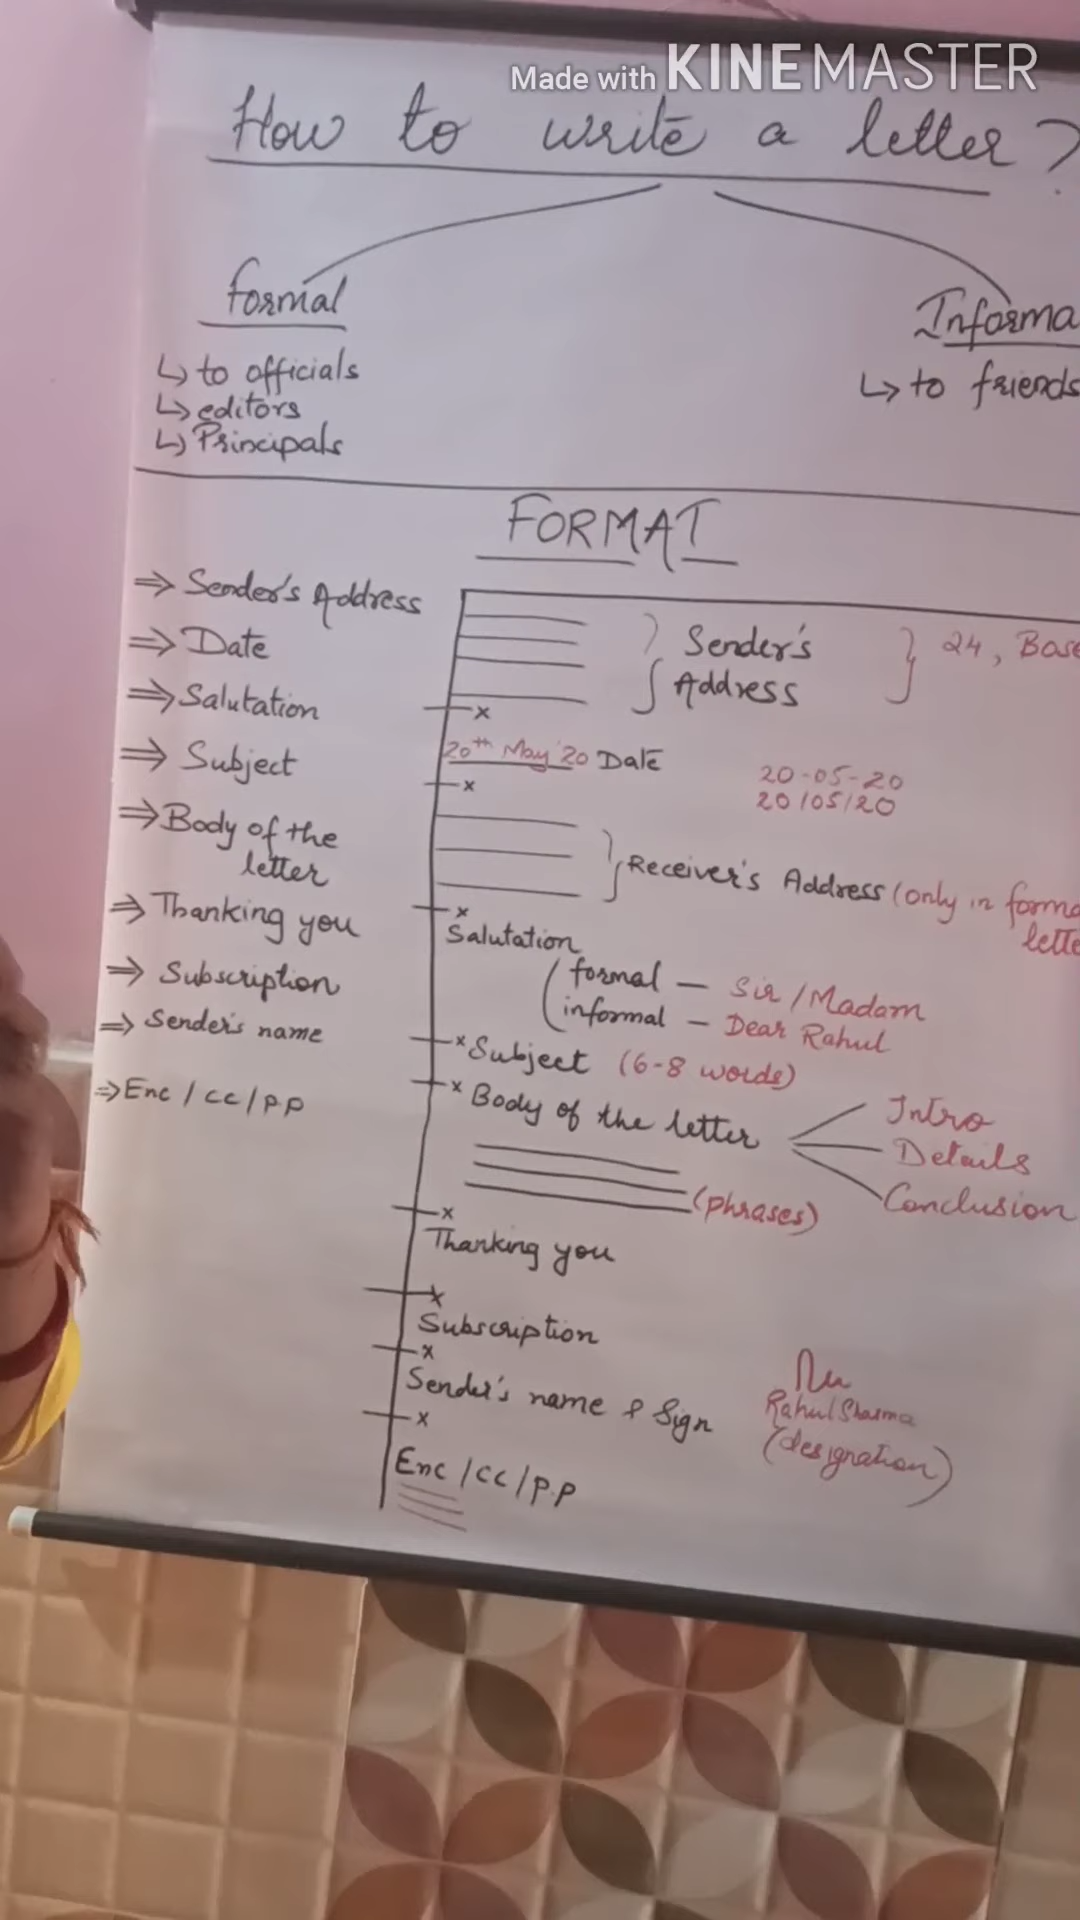 Made with KINEMASTER
How to write a letter?
Formal
Informa
↳ to officials
↳ editors
↳ Principals
↳ to friends
FORMAT
⇒ Sender's Address
⇒ Date
⇒ Salutation
⇒ Subject
⇒ Body of the
letter
⇒ Thanking you
⇒ Subscription
⇒ Sender's name
⇒ Enc / cc / p.p
Sender's
Address
24, Base
20th May '20 Date
20-05-20
20/05/20
Receiver's Address (only in forma
lette
Salutation
formal — Sir / Madam
informal — Dear Rahul
Subject (6-8 words)
Body of the letter
Intro
Details
Conclusion
(phrases)
Thanking you
Subscription
Sender's name & Sign
Rahul Sharma
(designation)
Enc / cc / p.p